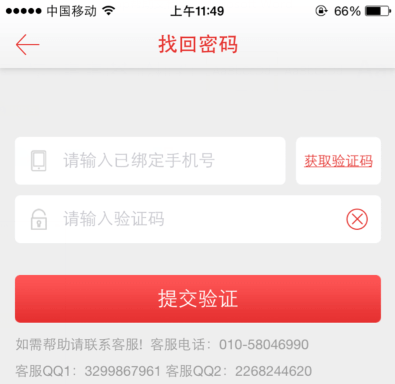 中国移动 上午11:49 66%
找回密码
请输入已绑定手机号 获取验证码
请输入验证码
提交验证
如需帮助请联系客服! 客服电话：010-58046990
客服QQ1：3299867961 客服QQ2：2268244620